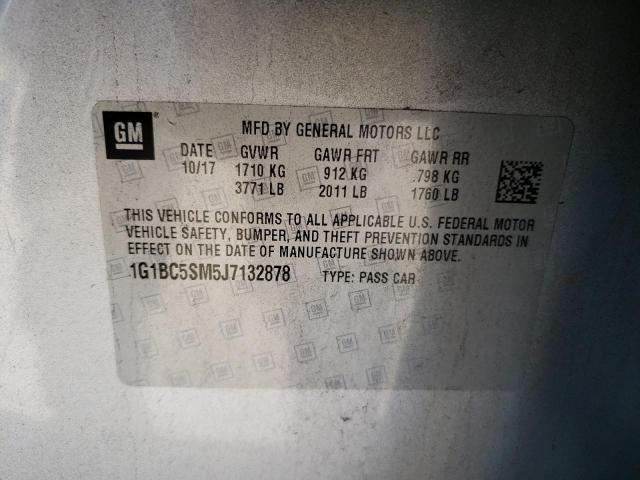 GM
MFD BY GENERAL MOTORS LLC
DATE GVWR GAWR FRT GAWR RR
10/17 1710 KG 912 KG .798 KG
3771 LB 2011 LB 1760 LB
THIS VEHICLE CONFORMS TO ALL APPLICABLE U.S. FEDERAL MOTOR
VEHICLE SAFETY, BUMPER, AND THEFT PREVENTION STANDARDS IN
EFFECT ON THE DATE OF MANUFACTURE SHOWN ABOVE.
1G1BC5SM5J7132878 TYPE: PASS CAR